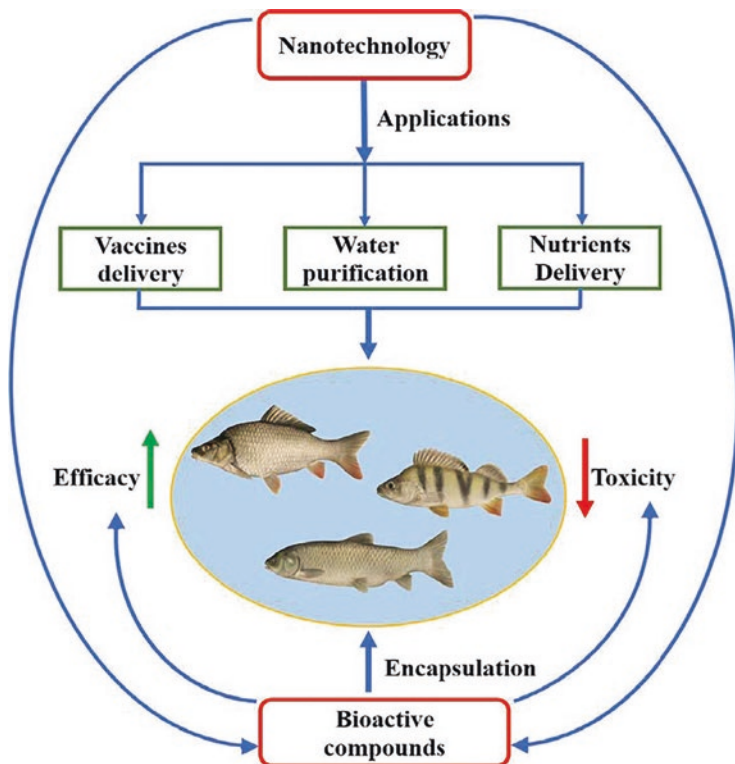 Nanotechnology
Applications
Vaccines
delivery
Water
purification
Nutrients
Delivery
Efficacy
Toxicity
Encapsulation
Bioactive
compounds